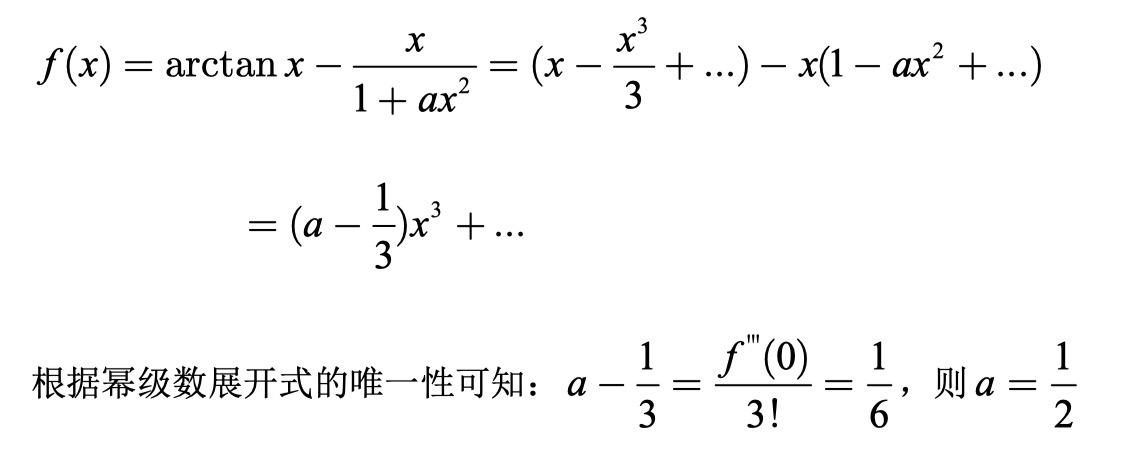 f(x) = arctan x − x/(1 + ax²) = (x − x³/3 + ...) − x(1 − ax² + ...)
= (a − 1/3)x³ + ...
根据幂级数展开式的唯一性可知：a − 1/3 = f'''(0)/3! = 1/6，则 a = 1/2